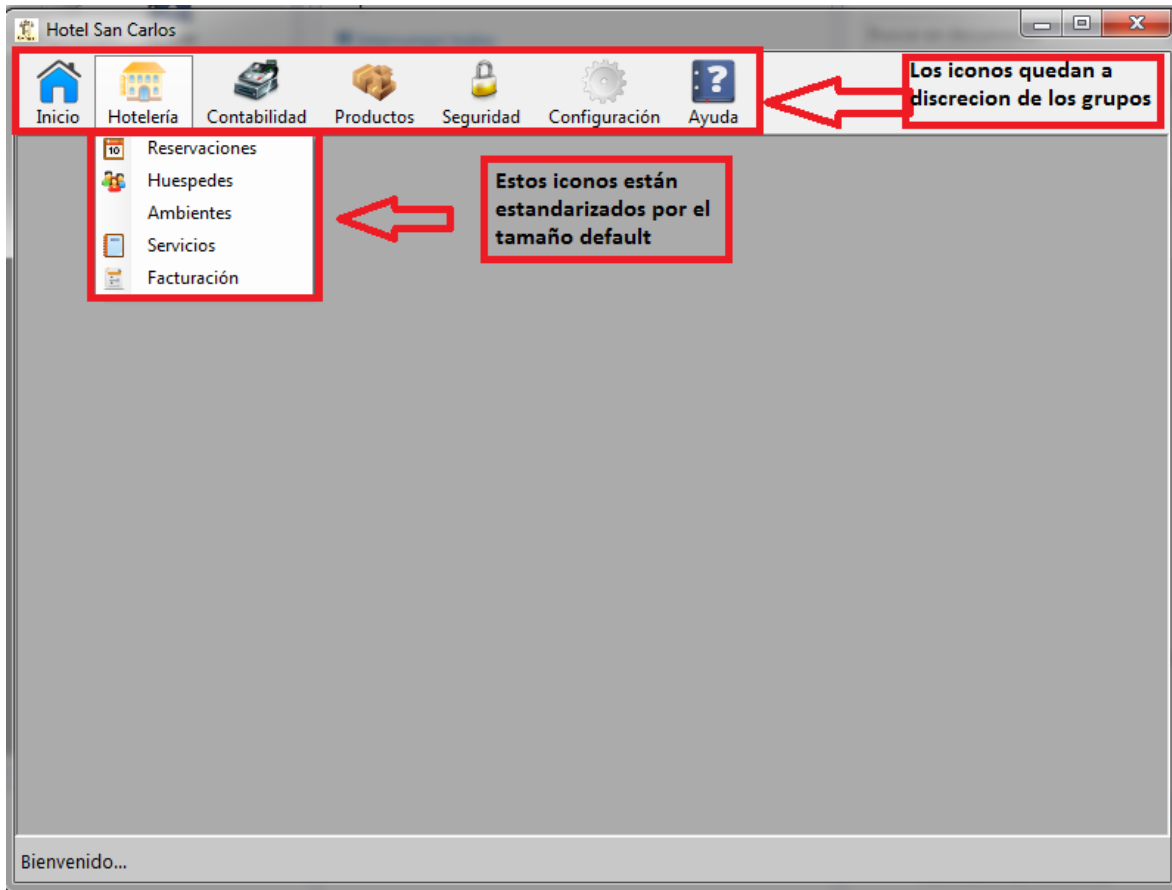 Hotel San Carlos
Inicio Hotelería Contabilidad Productos Seguridad Configuración Ayuda
Los iconos quedan a
discrecion de los grupos
10 Reservaciones
Huespedes
Ambientes
Servicios
Facturación
Estos iconos están
estandarizados por el
tamaño default
Bienvenido...